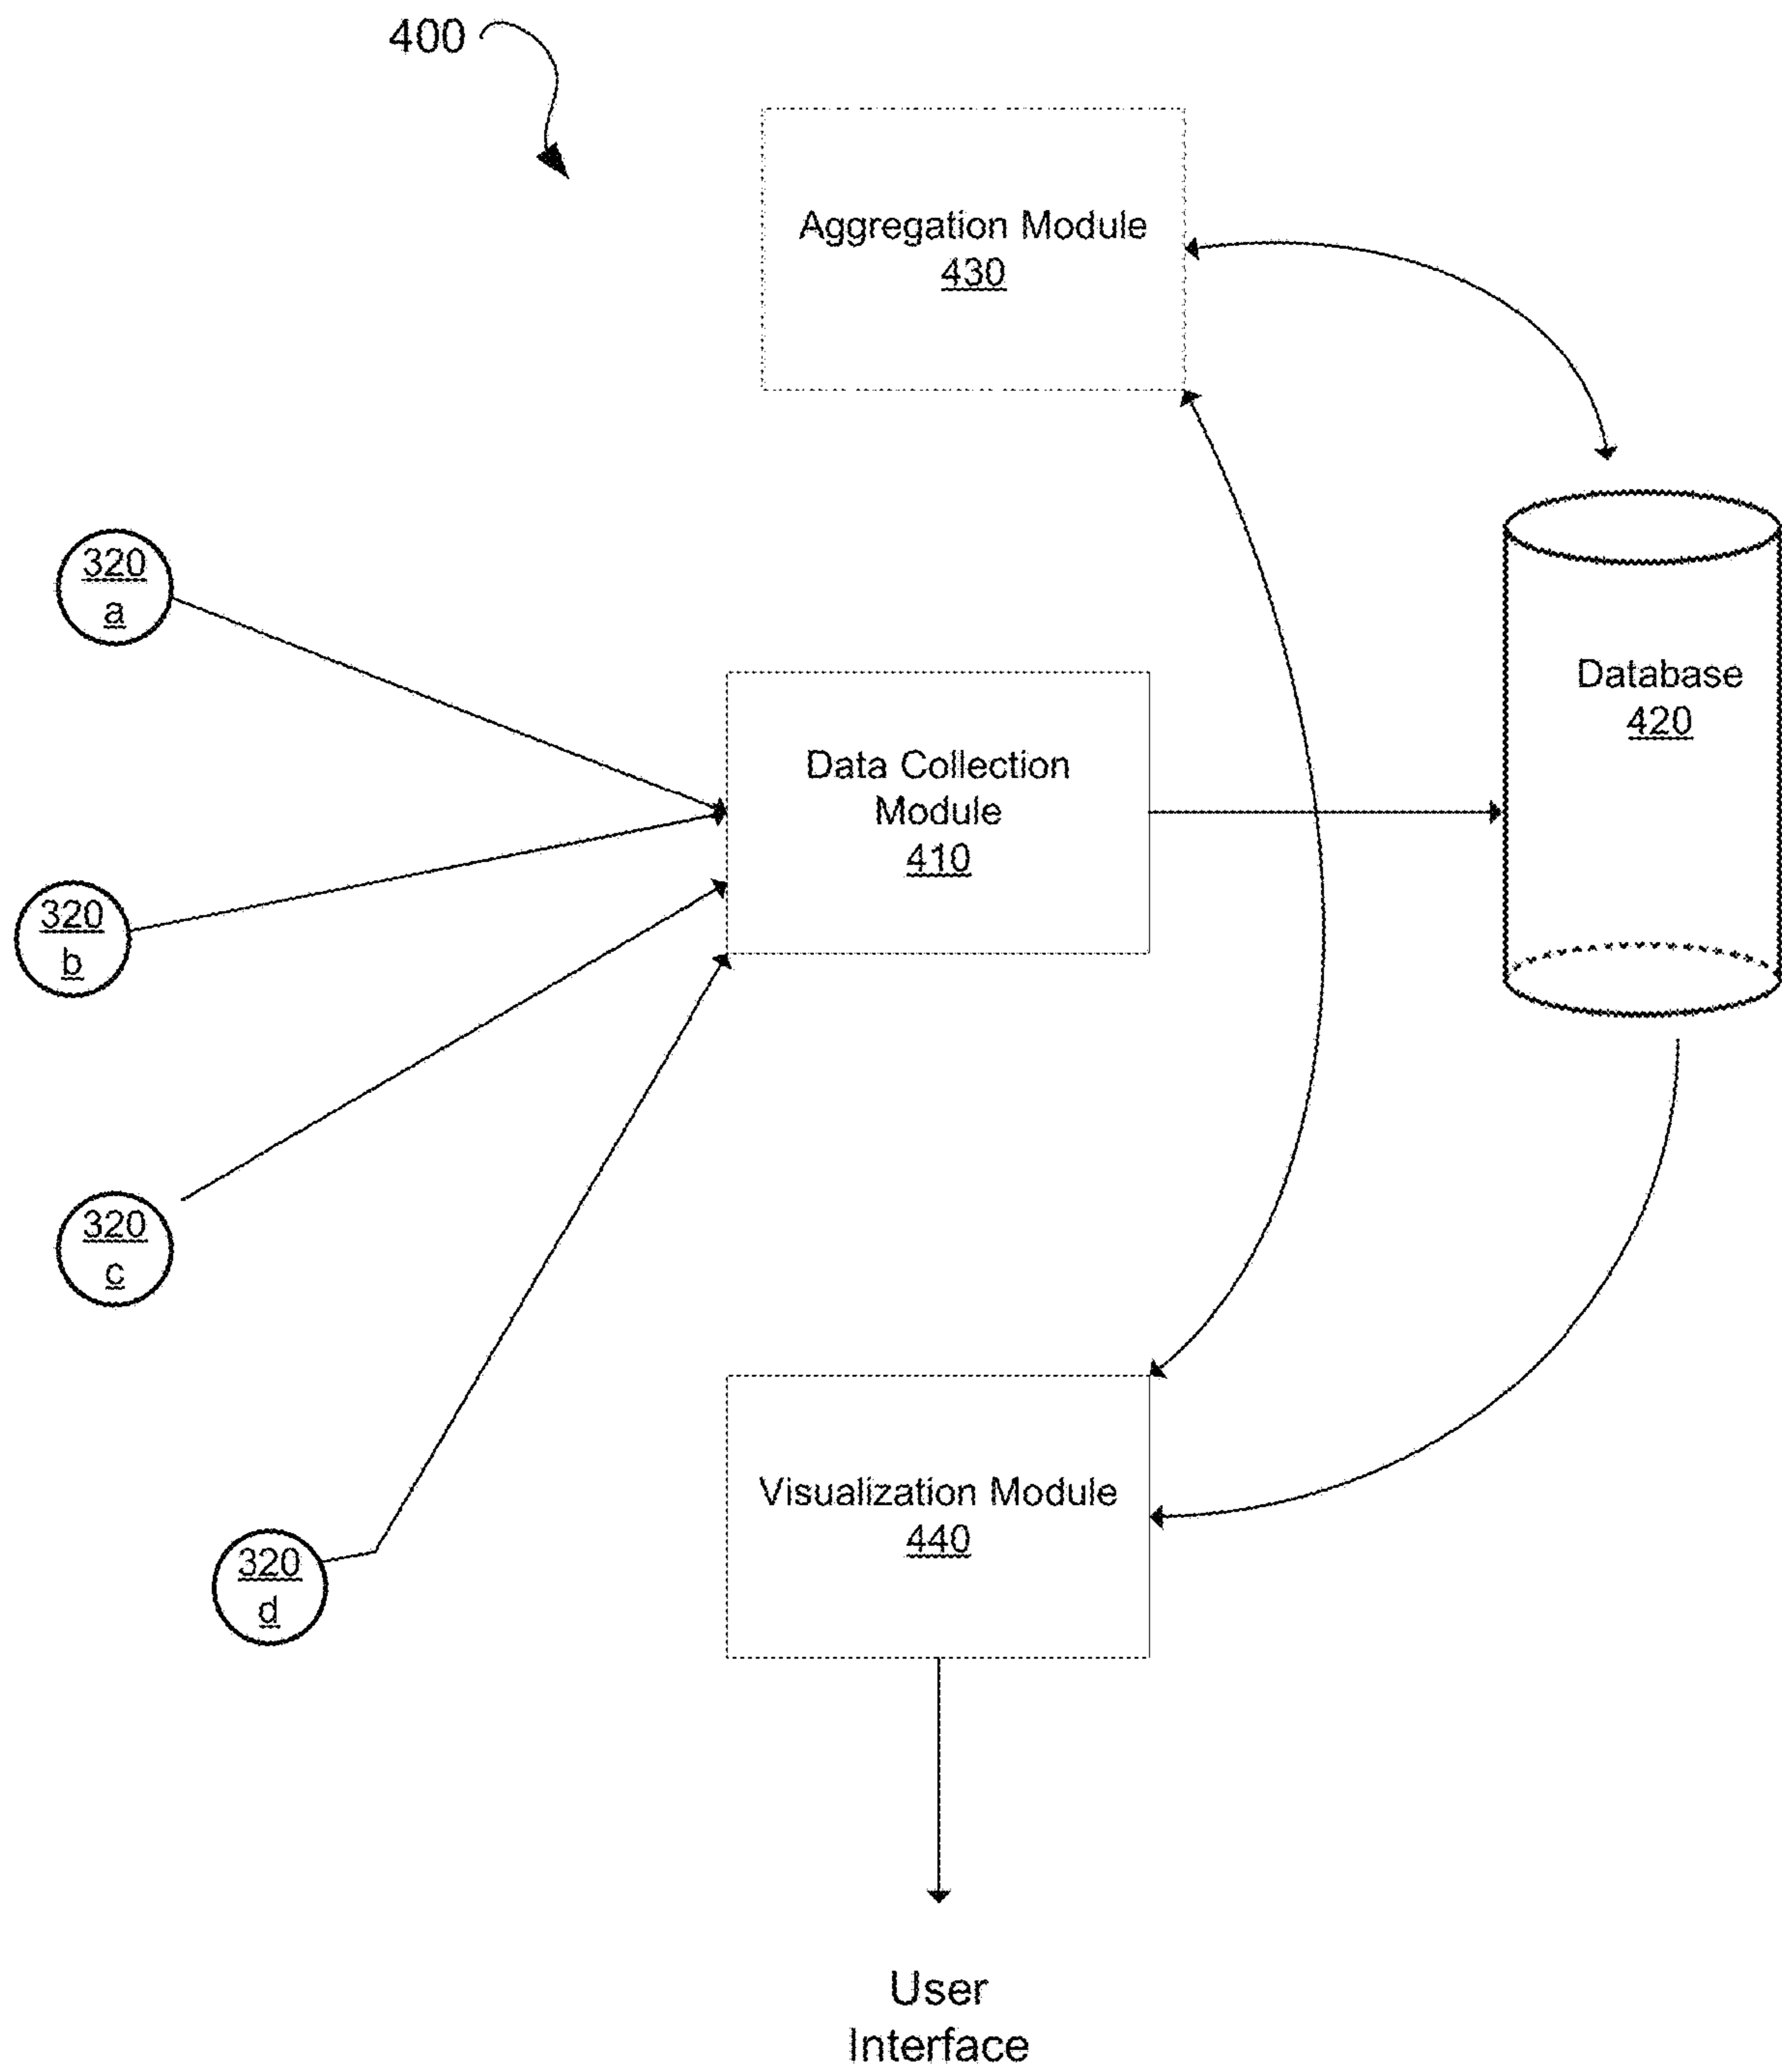 400
Aggregation Module
430
320
a
Database
420
Data Collection
Module
410
320
b
320
c
Visualization Module
440
320
d
User
Interface